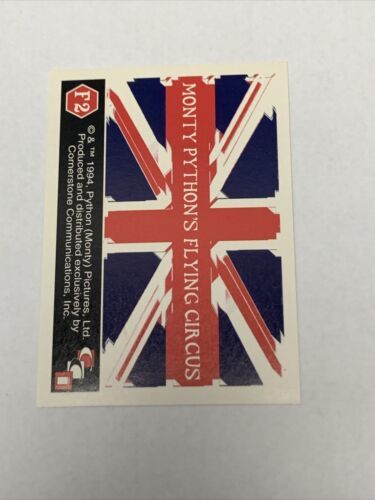 F2
© & ™ 1994, Python (Monty) Pictures, Ltd.
Produced and distributed exclusively by
Cornerstone Communications, Inc.
MONTY PYTHON'S FLYING CIRCUS